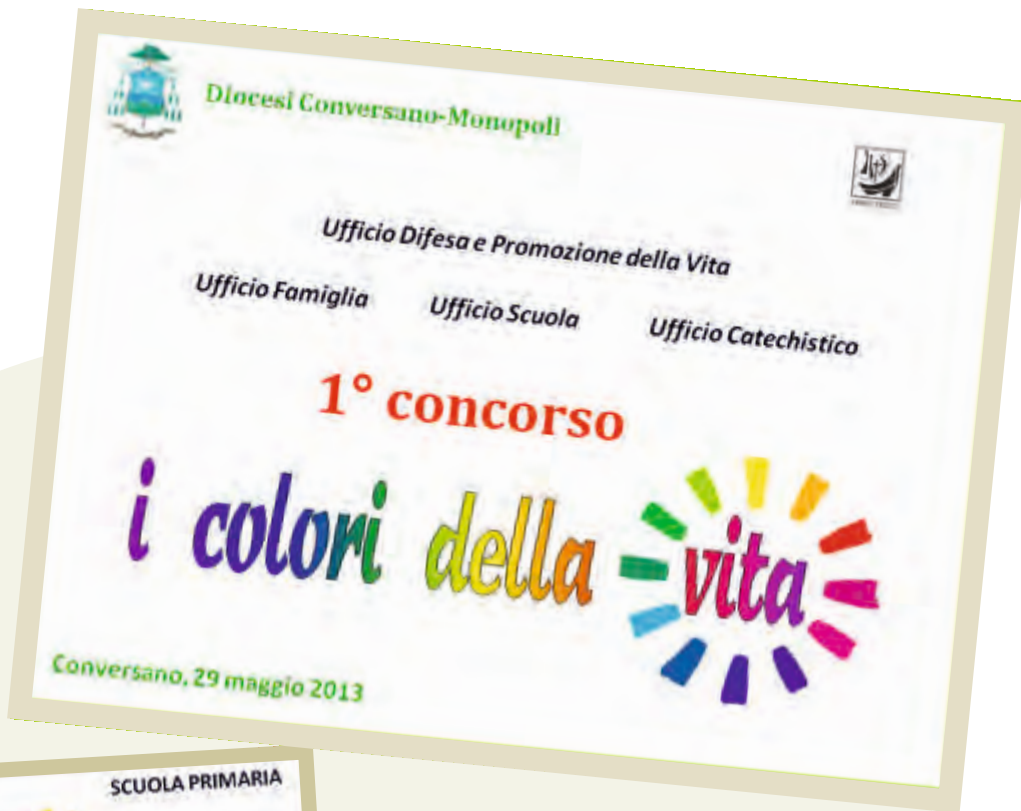 Diocesi Conversano-Monopoli
Ufficio Difesa e Promozione della Vita
Ufficio Famiglia Ufficio Scuola Ufficio Catechistico
1° concorso
i colori della vita
Conversano, 29 maggio 2013
SCUOLA PRIMARIA